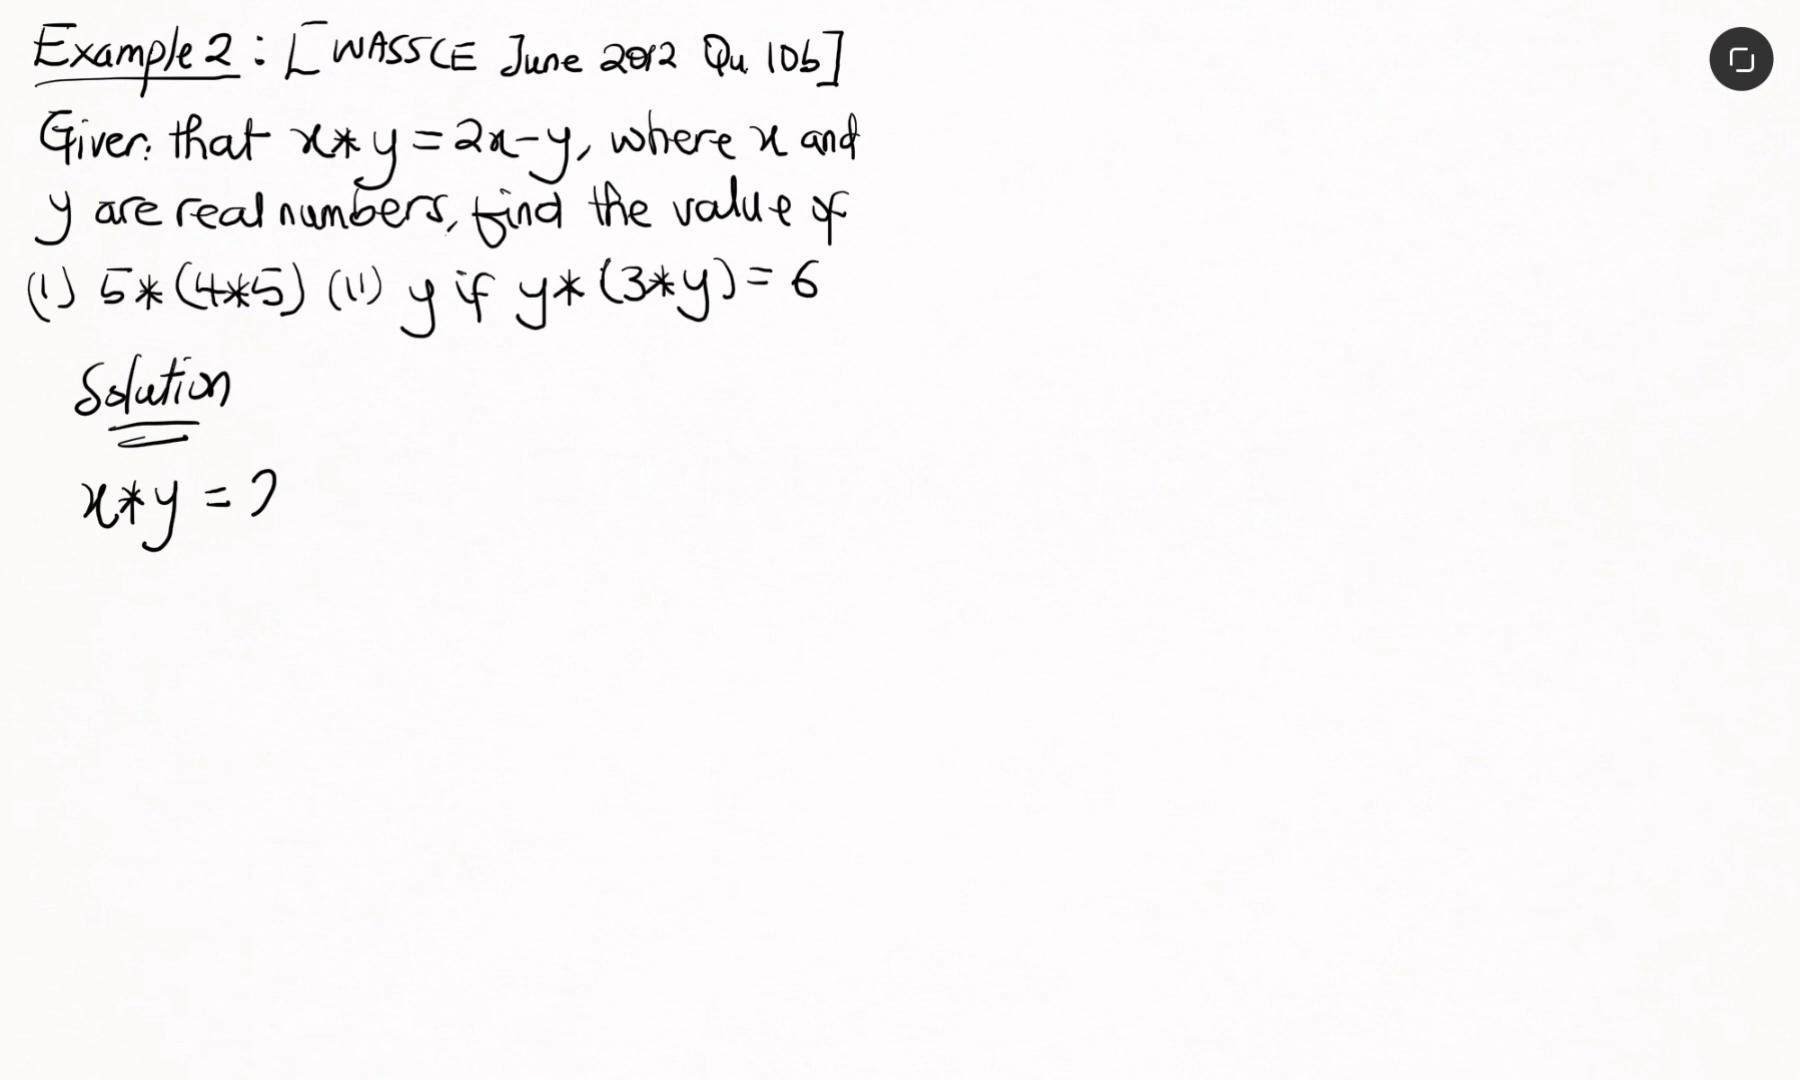 Example 2 : [WASSCE June 2012 Qu 10b]
Given that x*y = 2x-y, where x and
y are real numbers, find the value of
(i) 5*(4*5) (ii) y if y*(3*y) = 6
Solution
x*y = 2